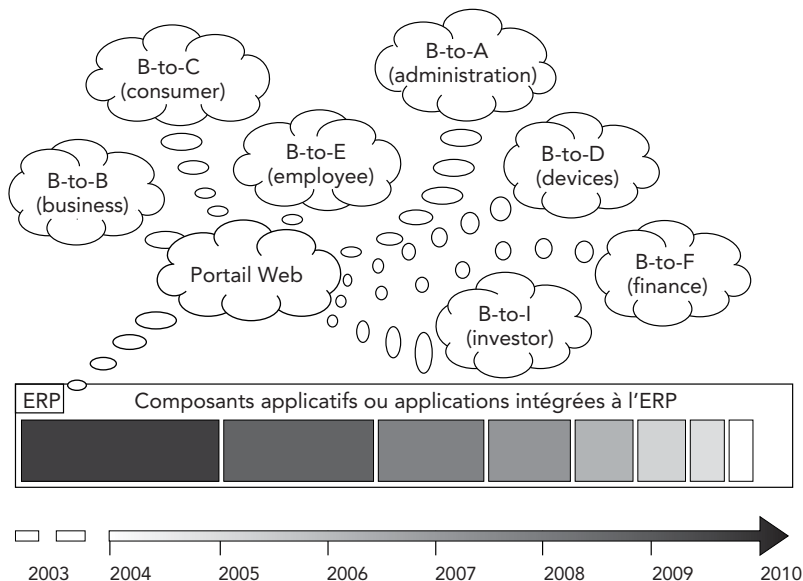 B-to-C
(consumer)
B-to-A
(administration)
B-to-B
(business)
B-to-E
(employee)
B-to-D
(devices)
Portail Web
B-to-F
(finance)
B-to-I
(investor)
ERP
Composants applicatifs ou applications intégrées à l’ERP
2003 2004 2005 2006 2007 2008 2009 2010